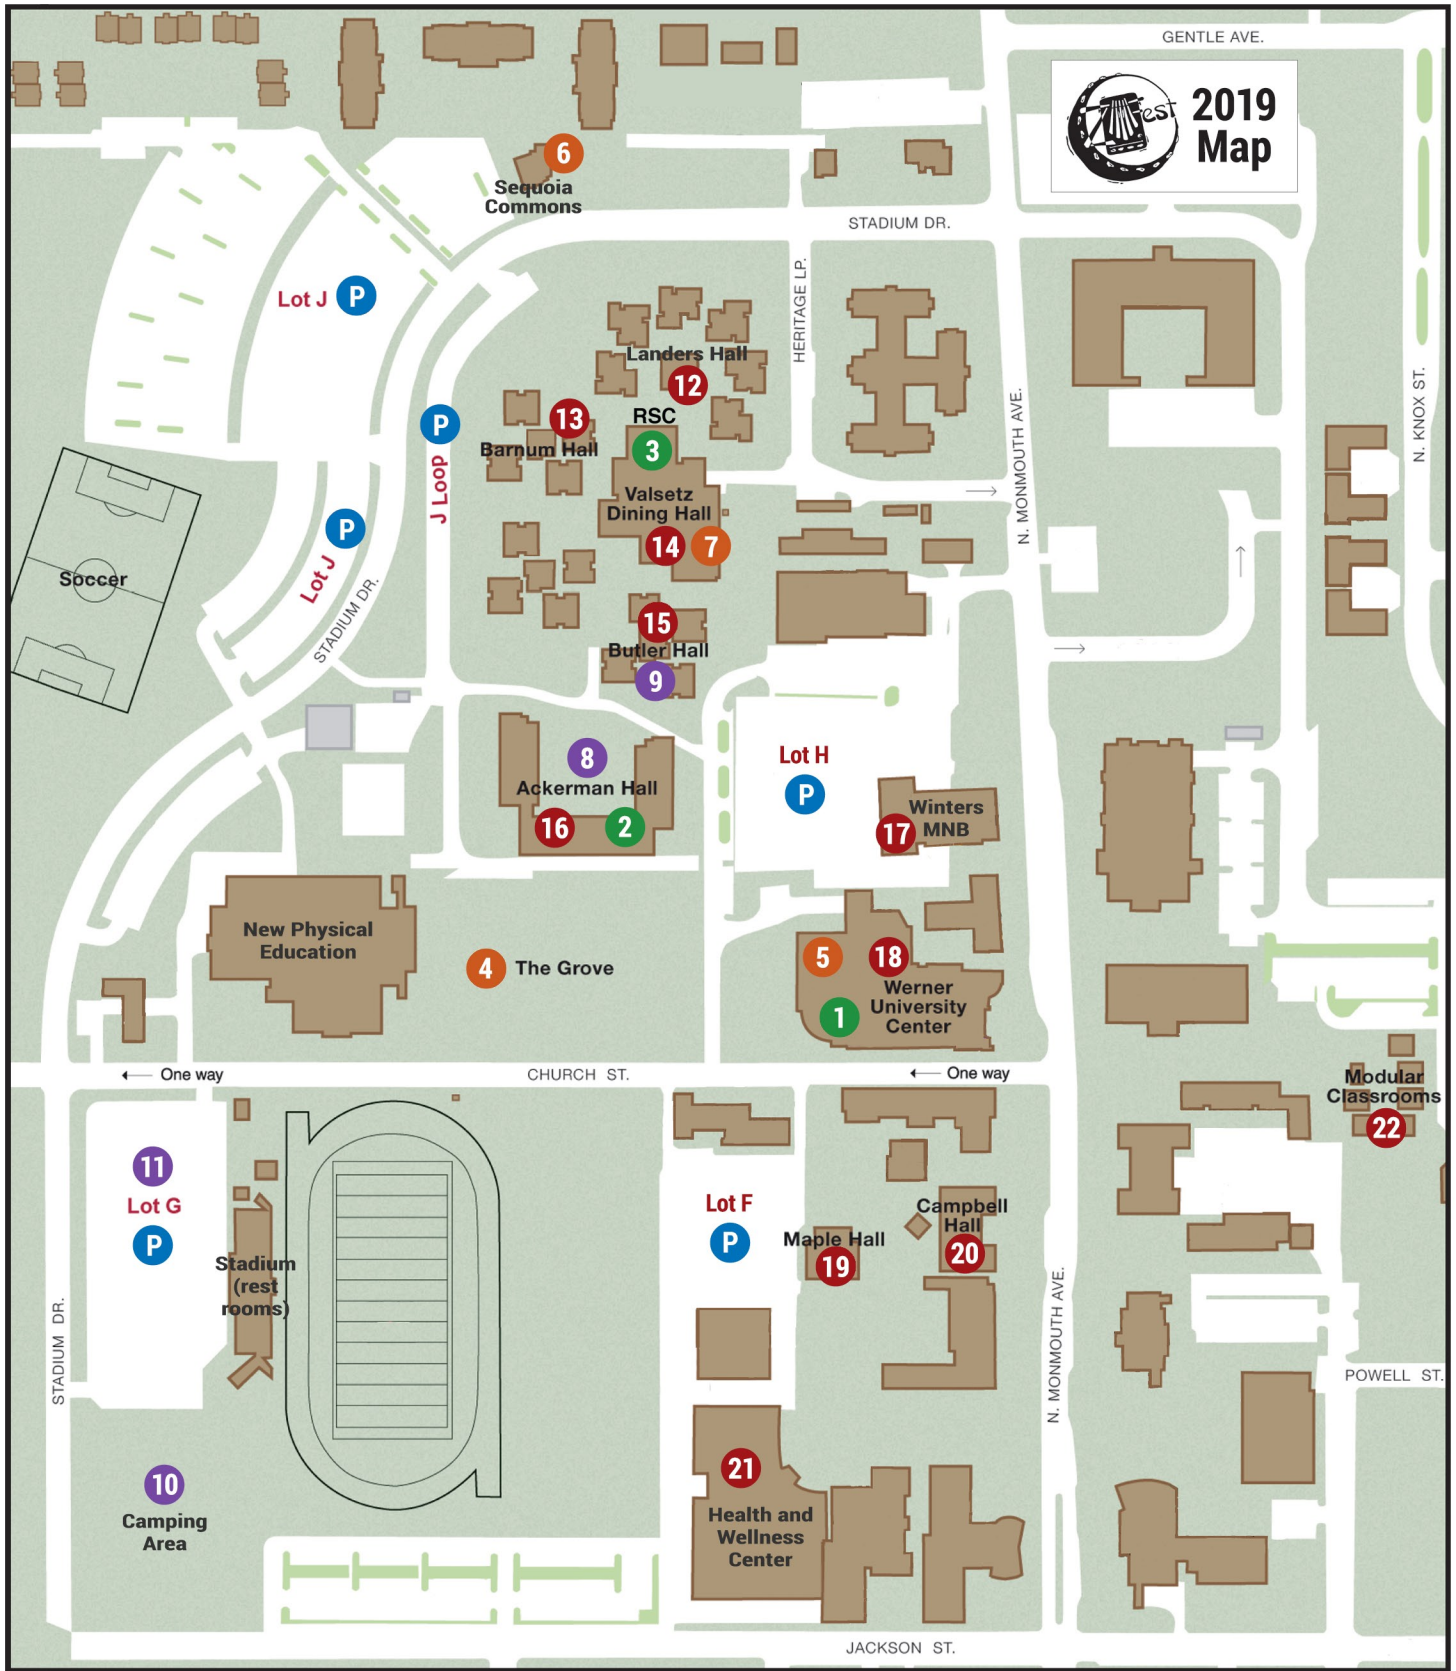 GENTLE AVE.
est
2019
Map
6
Sequoia
Commons
STADIUM DR.
Lot J
P
HERITAGE LP.
Landers Hall
12
N. KNOX ST.
N. MONMOUTH AVE.
13
RSC
P
Barnum Hall
3
J Loop
Valsetz
Dining Hall
14
7
P
Lot J
Soccer
STADIUM DR.
15
Butler Hall
9
8
Ackerman Hall
16
2
Lot H
P
Winters
MNB
17
New Physical
Education
4
The Grove
5
18
Werner
University
Center
1
One way
CHURCH ST.
One way
Modular
Classrooms
22
11
Lot G
P
Stadium
(rest
rooms)
Lot F
P
Maple Hall
19
Campbell
Hall
20
STADIUM DR.
N. MONMOUTH AVE.
POWELL ST.
10
Camping
Area
21
Health and
Wellness
Center
JACKSON ST.